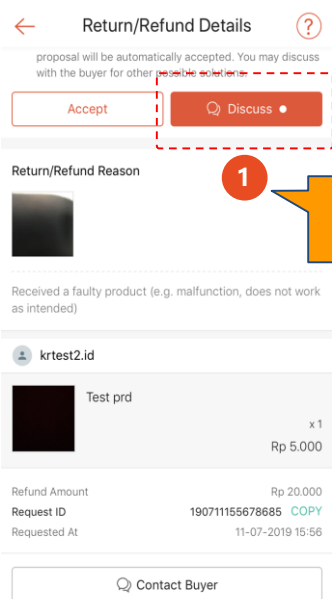 Return/Refund Details
?
proposal will be automatically accepted. You may discuss
with the buyer for other possible solutions.
Accept
Discuss
1
Return/Refund Reason
Received a faulty product (e.g. malfunction, does not work
as intended)
krtest2.id
Test prd
x 1
Rp 5.000
Refund Amount Rp 20.000
Request ID 190711155678685 COPY
Requested At 11-07-2019 15:56
Contact Buyer